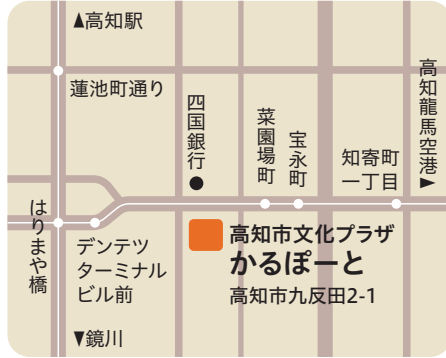 ▲高知駅
蓮池町通り
四国銀行
菜園場町
宝永町
知寄町
一丁目
高知龍馬空港▶
はりまや橋
デンテツ
ターミナル
ビル前
高知市文化プラザ
かるぽーと
高知市九反田2-1
▼鏡川